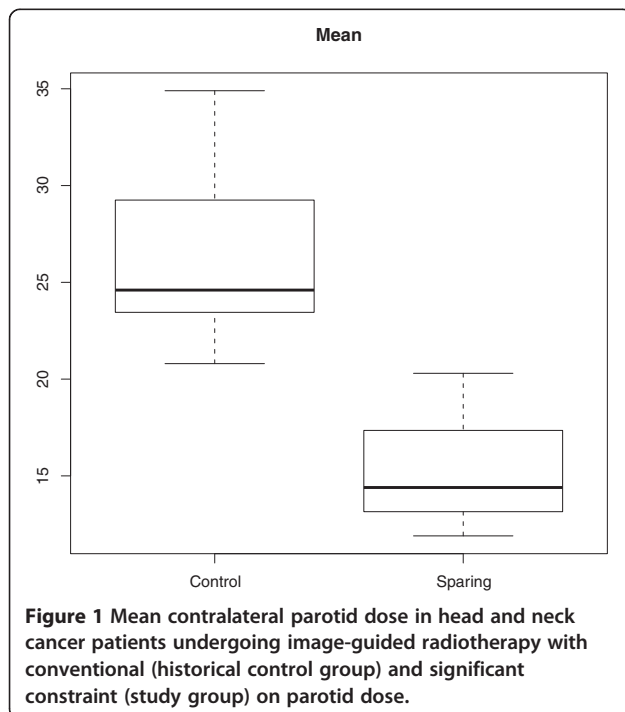 Mean
35
30
25
20
15
Control Sparing
Figure 1 Mean contralateral parotid dose in head and neck
cancer patients undergoing image-guided radiotherapy with
conventional (historical control group) and significant
constraint (study group) on parotid dose.